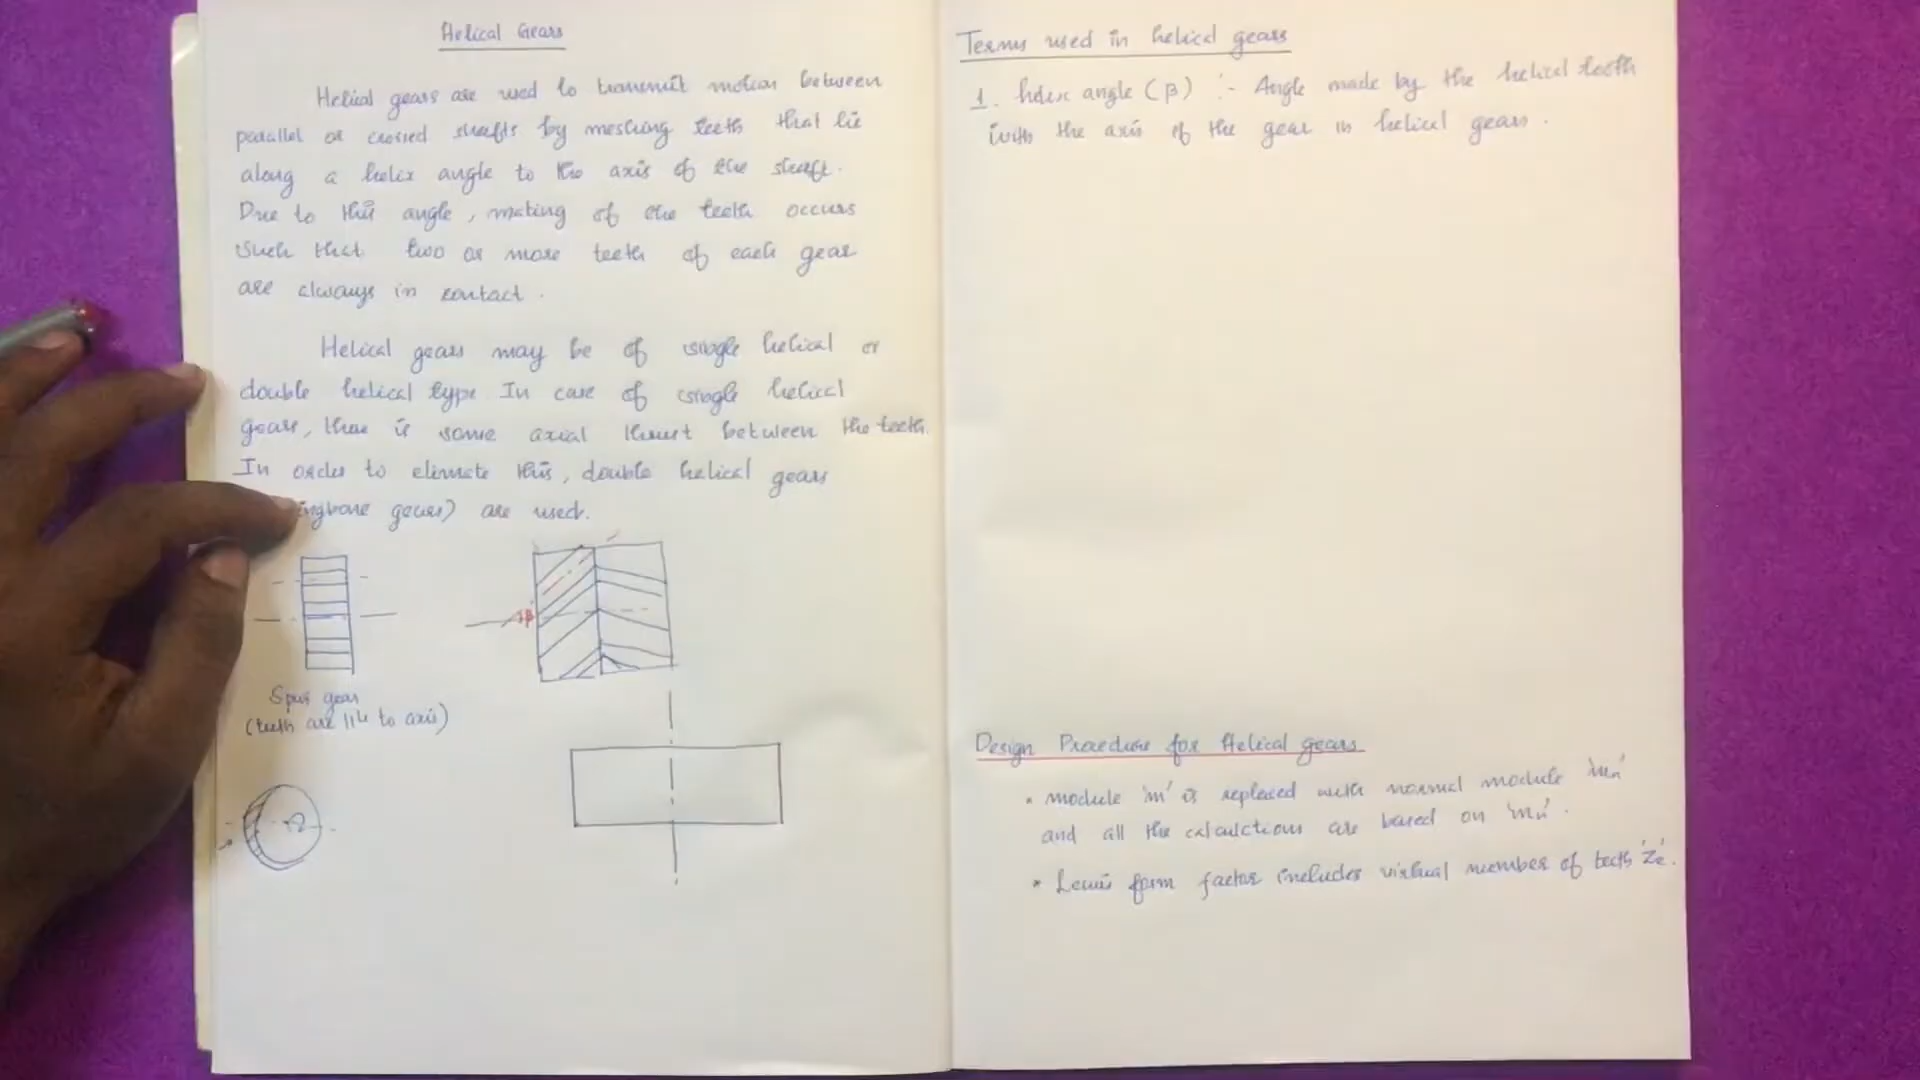 Helical Gears
Helical gears are used to transmit motion between
parallel or crossed shafts by meshing teeth that lie
along a helix angle to the axis of the shaft.
Due to this angle, mating of the teeth occurs
such that two or more teeth of each gear
are always in contact.
Helical gears may be of single helical or
double helical type In case of single helical
gears, there is some axial thrust between the teeth.
In order to elimate this, double helical gears
ingbone gears) are used.
β
Spur gear
(teeth are ||el to axis)
Terms used in helical gears
1. helix angle (β) :- Angle made by the helical teeth
with the axis of the gear in helical gears.
Design Procedure for Helical gears
* module 'm' is replaced with normal module 'mn'
and all the calculctions are based on 'mn'.
* Lewis form factor includes virtual number of teeth 'Ze'.